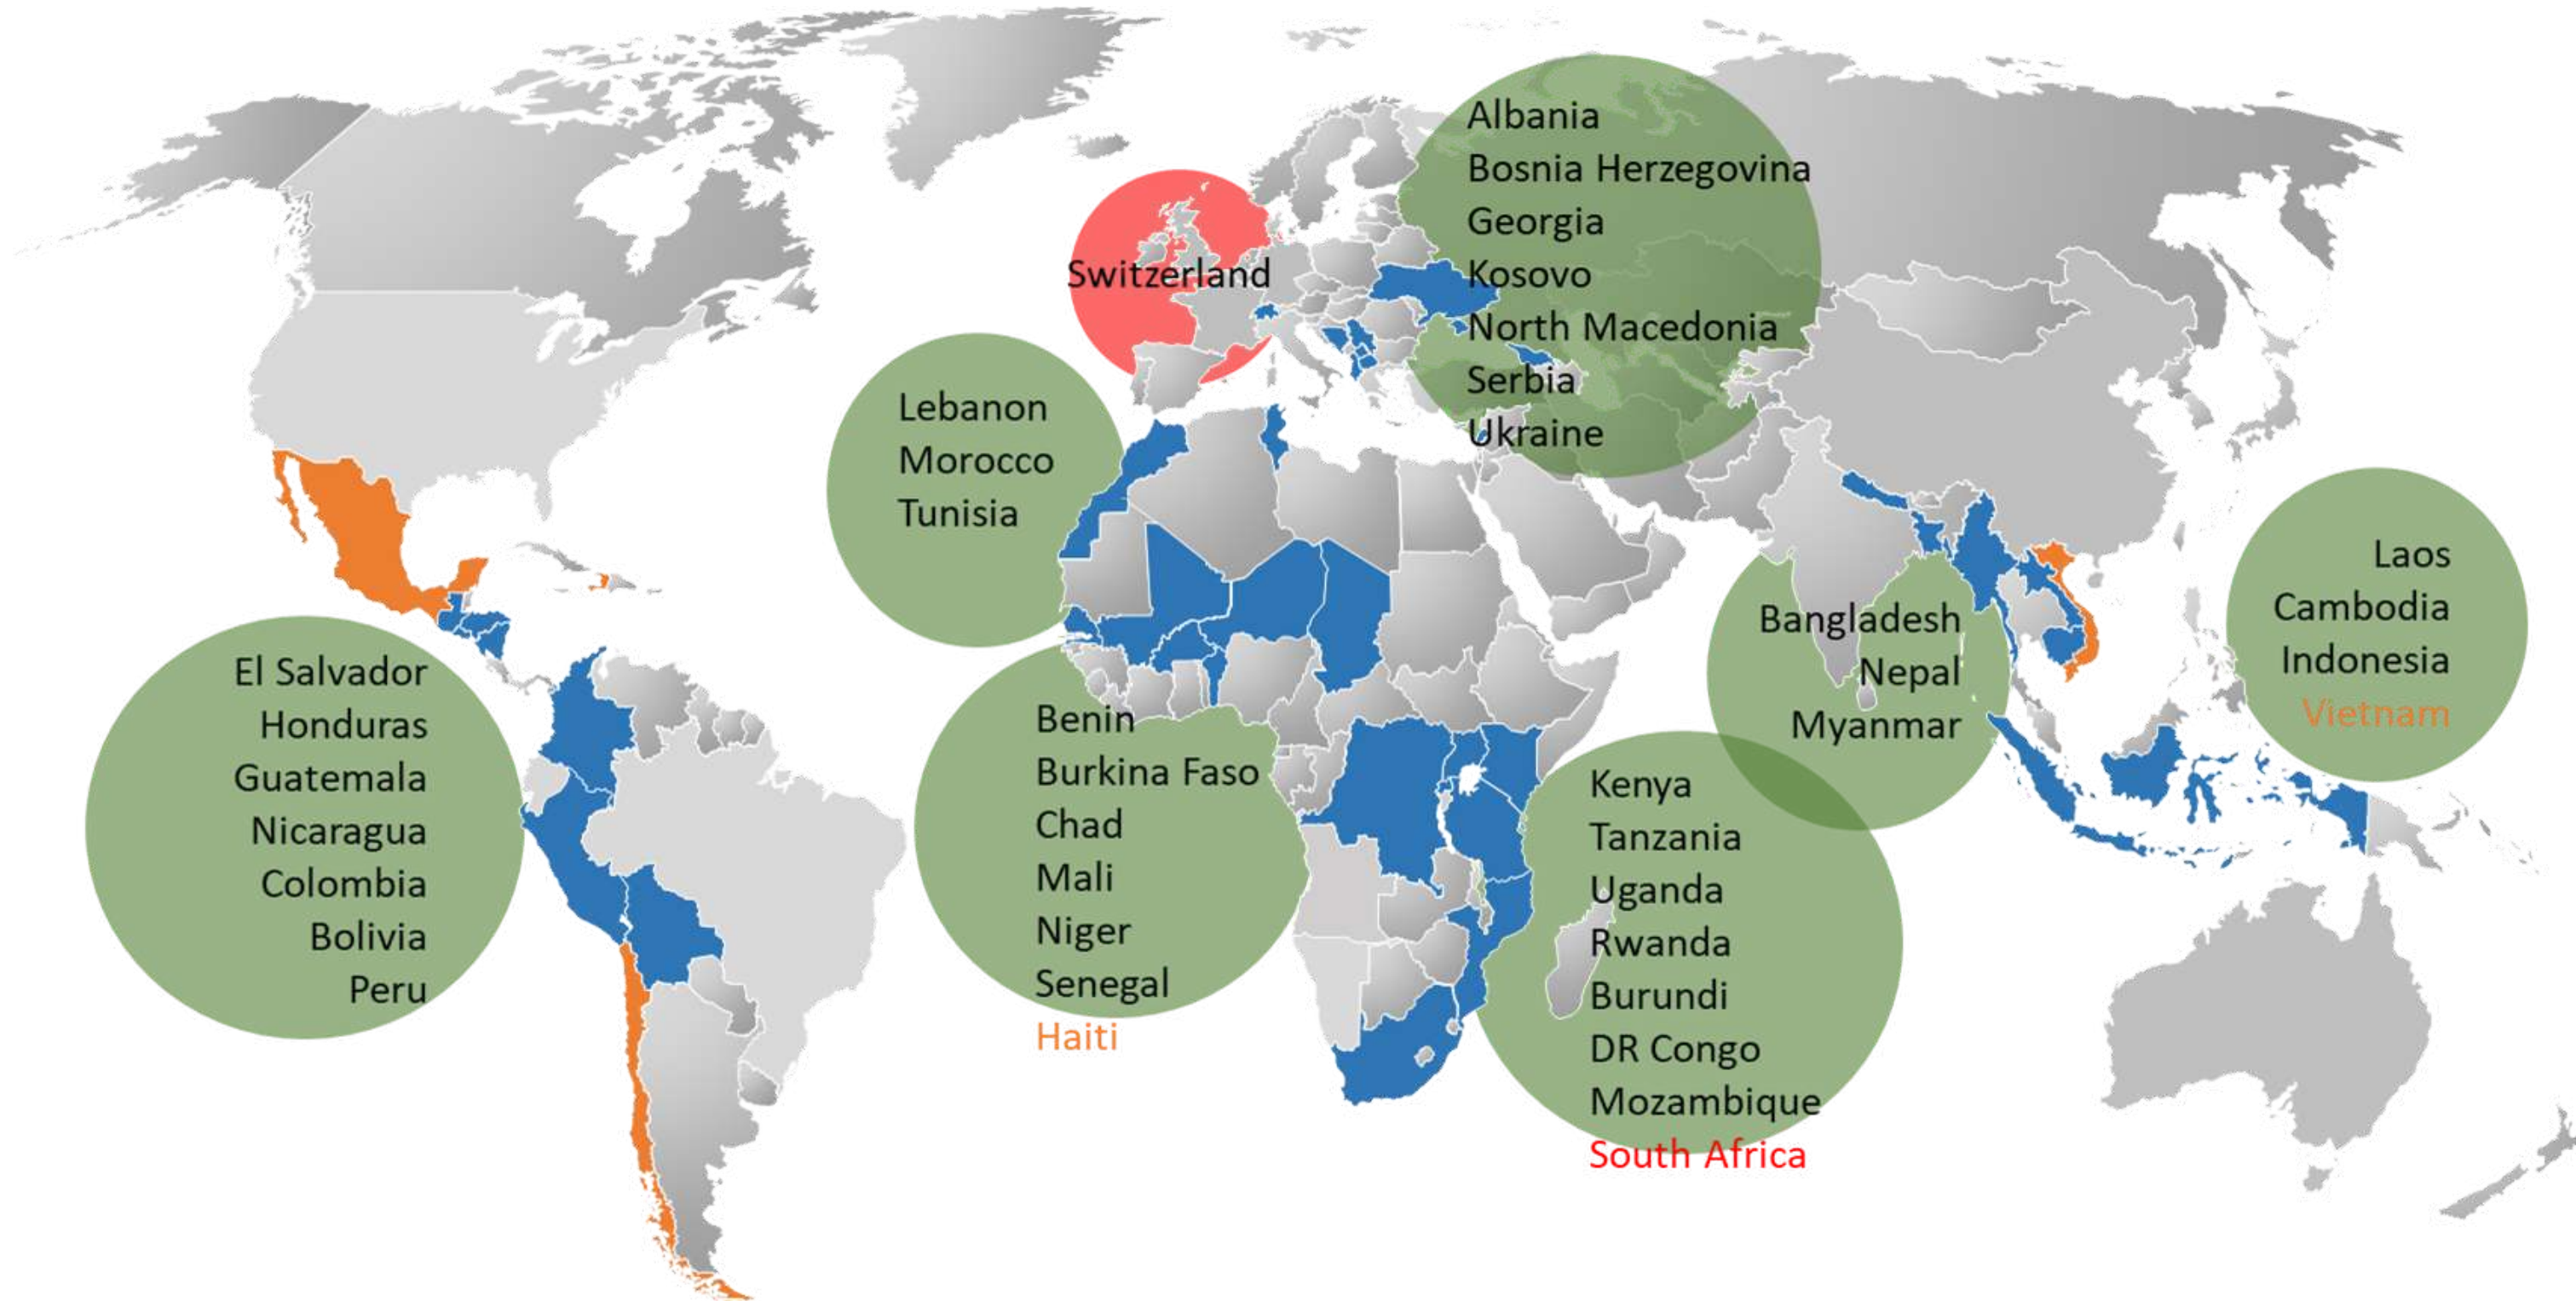 Albania
Bosnia Herzegovina
Georgia
Kosovo
North Macedonia
Serbia
Ukraine
Switzerland
Lebanon
Morocco
Tunisia
Laos
Cambodia
Indonesia
Vietnam
Bangladesh
Nepal
Myanmar
El Salvador
Honduras
Guatemala
Nicaragua
Colombia
Bolivia
Peru
Benin
Burkina Faso
Chad
Mali
Niger
Senegal
Haiti
Kenya
Tanzania
Uganda
Rwanda
Burundi
DR Congo
Mozambique
South Africa